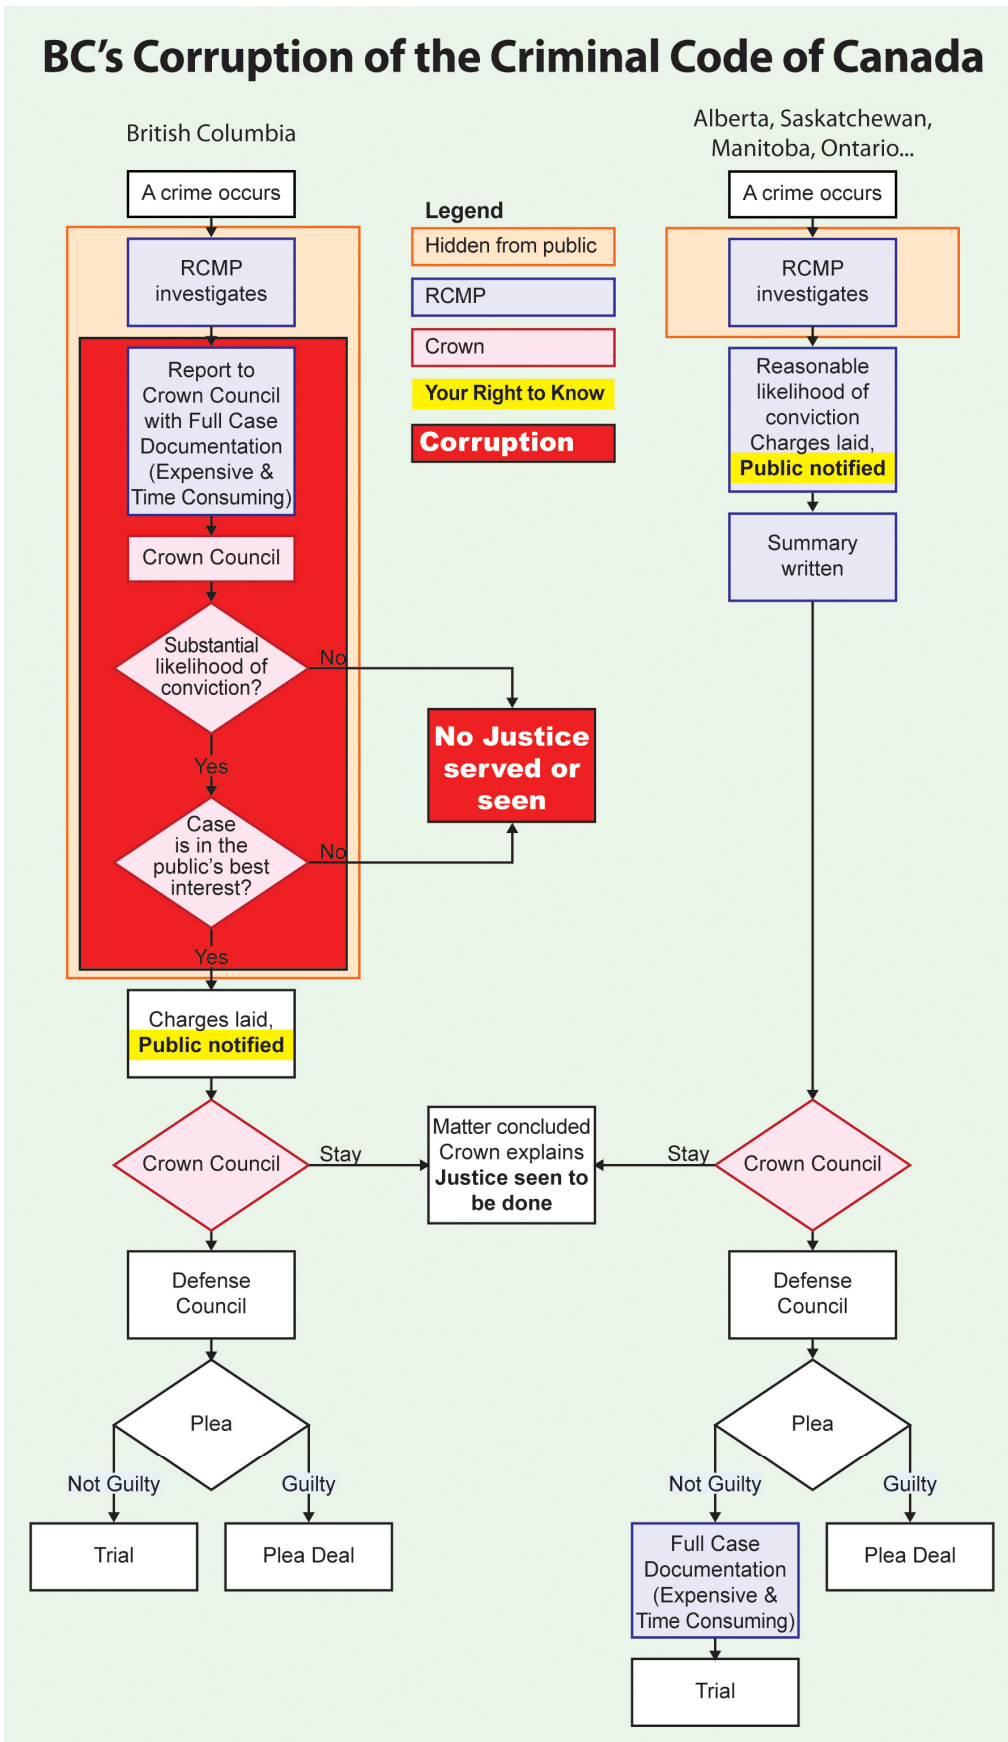 BC's Corruption of the Criminal Code of Canada
British Columbia
A crime occurs
RCMP
investigates
Report to
Crown Council
with Full Case
Documentation
(Expensive &
Time Consuming)
Crown Council
Substantial
likelihood of
conviction?
No
Yes
Case
is in the
public's best
interest?
No
Yes
Charges laid,
Public notified
Crown Council
Stay
Defense
Council
Plea
Not Guilty
Guilty
Trial
Plea Deal
Legend
Hidden from public
RCMP
Crown
Your Right to Know
Corruption
No Justice
served or
seen
Matter concluded
Crown explains
Justice seen to
be done
Alberta, Saskatchewan,
Manitoba, Ontario...
A crime occurs
RCMP
investigates
Reasonable
likelihood of
conviction
Charges laid,
Public notified
Summary
written
Stay
Crown Council
Defense
Council
Plea
Not Guilty
Guilty
Full Case
Documentation
(Expensive &
Time Consuming)
Plea Deal
Trial